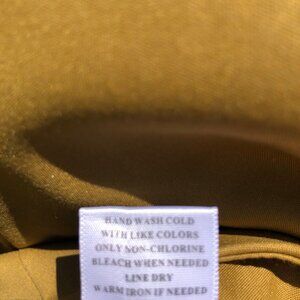 HAND WASH COLD
WITH LIKE COLORS
ONLY NON-CHLORINE
BLEACH WHEN NEEDED
LINE DRY
WARM IRON IF NEEDED